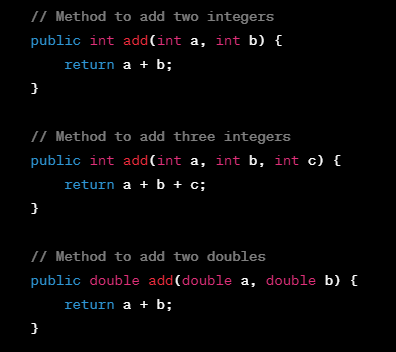 // Method to add two integers
public int add(int a, int b) {
    return a + b;
}
// Method to add three integers
public int add(int a, int b, int c) {
    return a + b + c;
}
// Method to add two doubles
public double add(double a, double b) {
    return a + b;
}